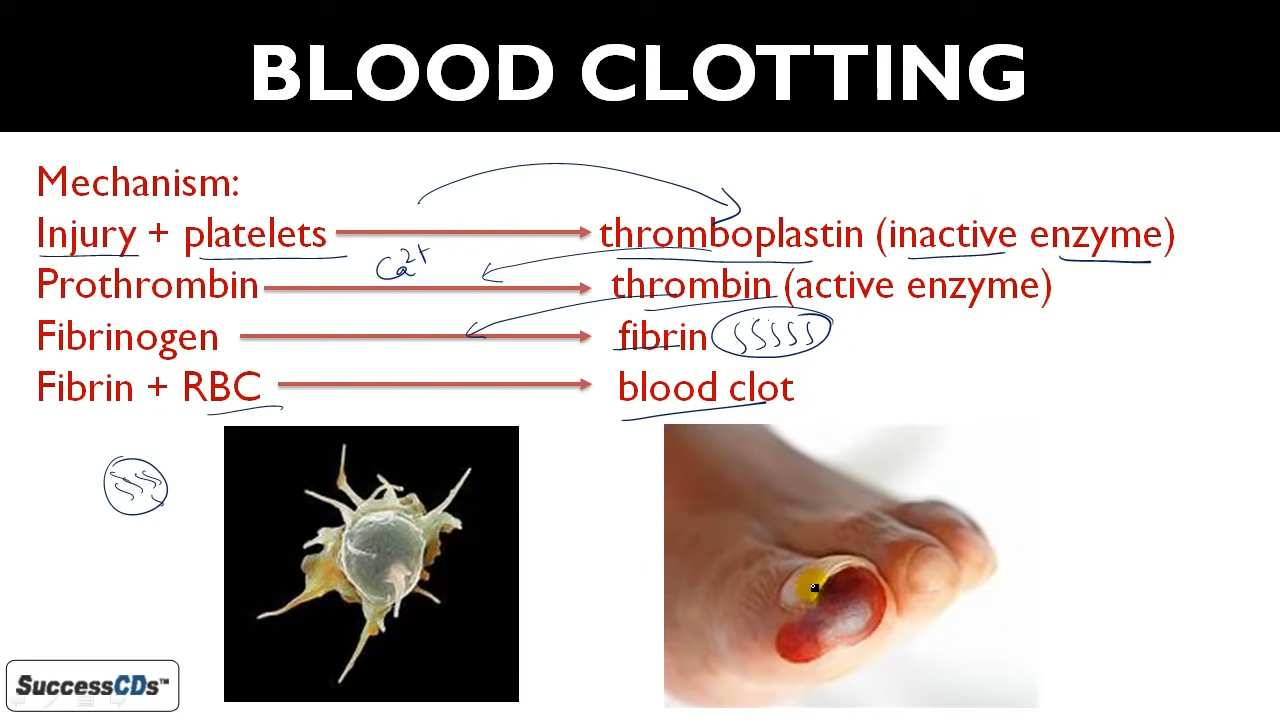 BLOOD CLOTTING
Mechanism:
Injury + platelets thromboplastin (inactive enzyme)
Ca2+
Prothrombin thrombin (active enzyme)
Fibrinogen fibrin
Fibrin + RBC blood clot
SuccessCDs™